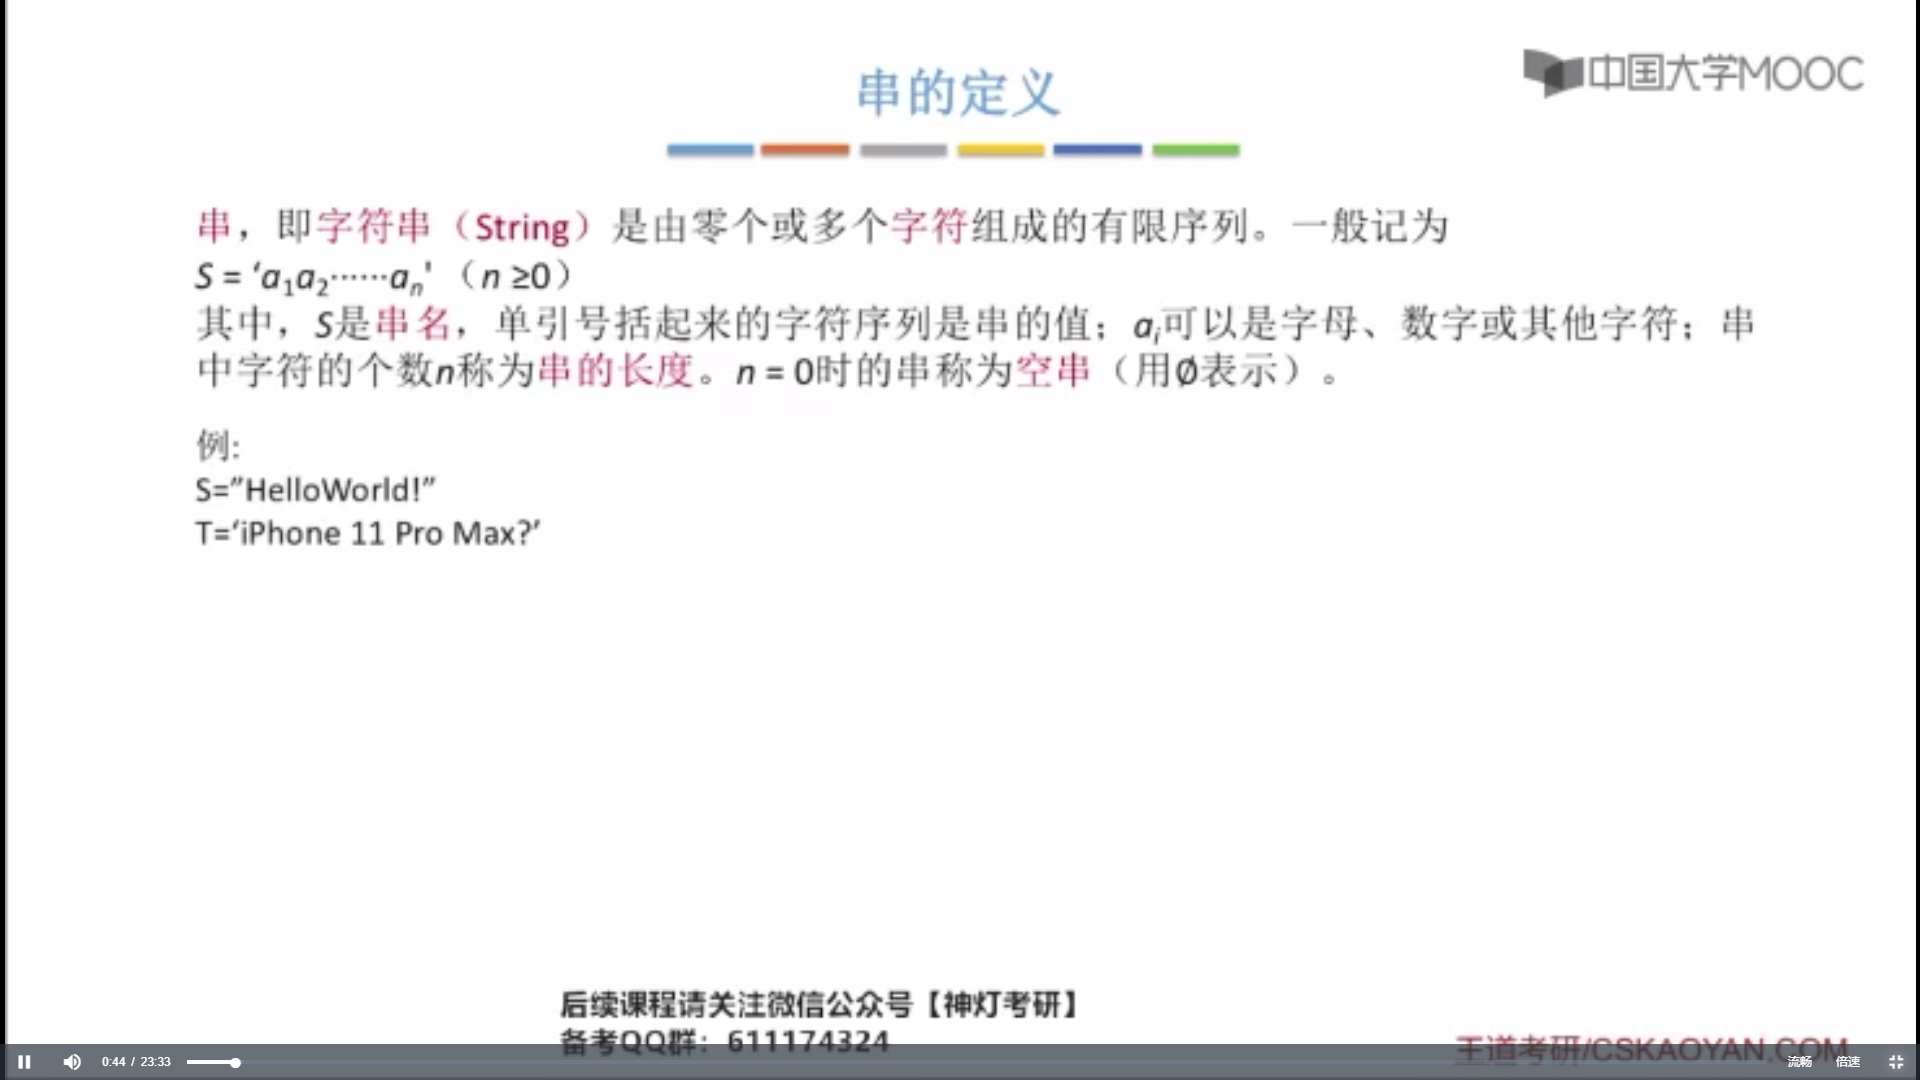 中国大学MOOC
串的定义
串，即字符串（String）是由零个或多个字符组成的有限序列。一般记为
S = ‘a₁a₂······aₙ' （n ≥0）
其中，S是串名，单引号括起来的字符序列是串的值；aᵢ可以是字母、数字或其他字符；串
中字符的个数n称为串的长度。n = 0时的串称为空串（用∅表示）。
例:
S=”HelloWorld!”
T=‘iPhone 11 Pro Max?’
后续课程请关注微信公众号【神灯考研】
备考QQ群：611174324
王道考研/CSKAOYAN.COM
0:44 / 23:33
流畅 倍速